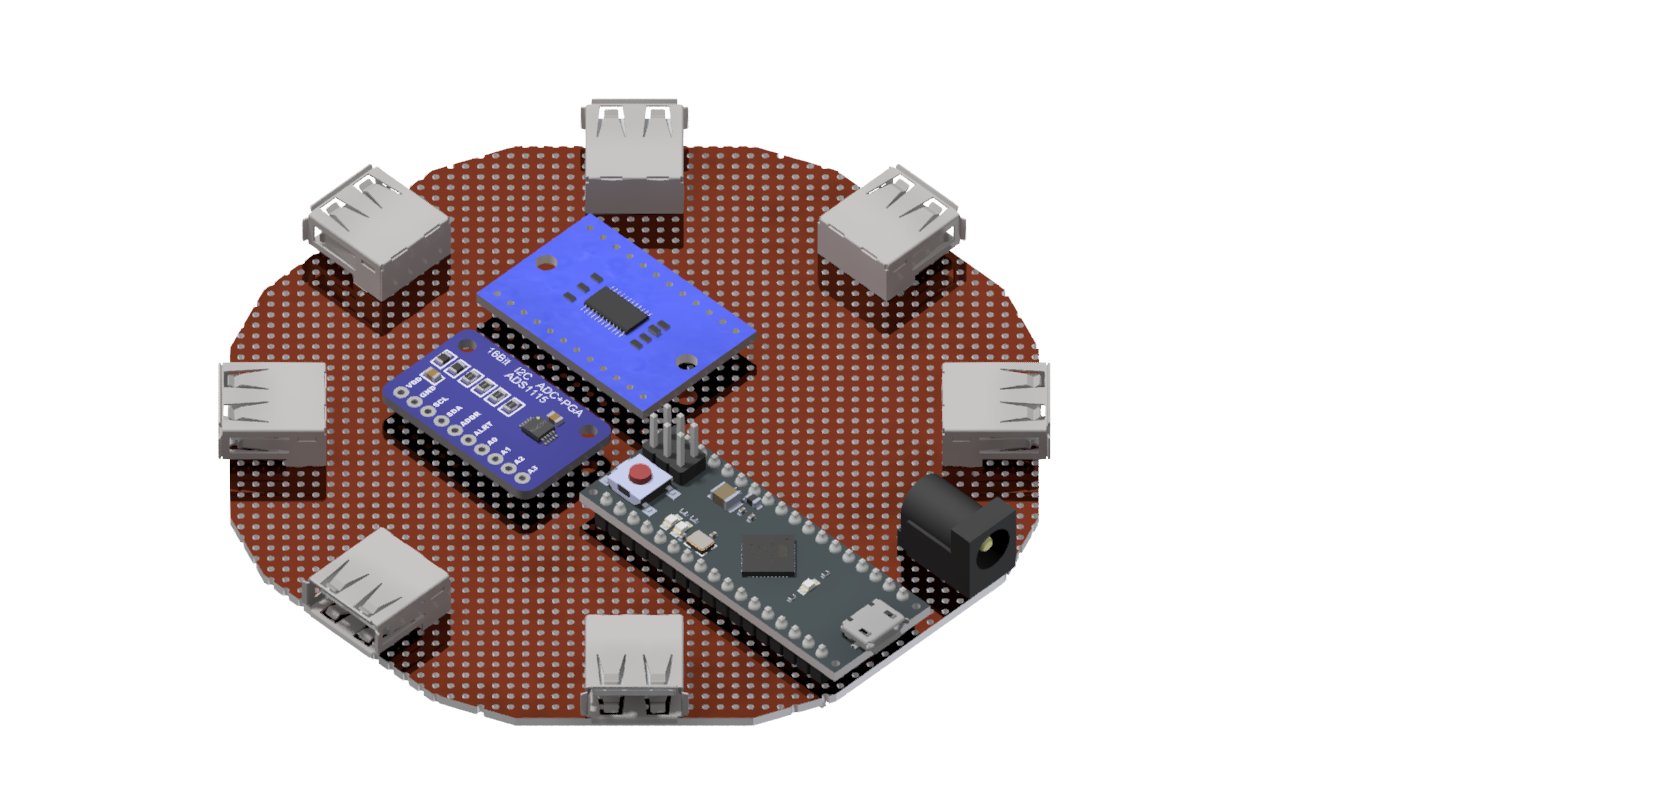 16Bit
I2C ADC+PGA
ADS1115
VDD
GND
SCL
SDA
ADDR
ALRT
A0
A1
A2
A3